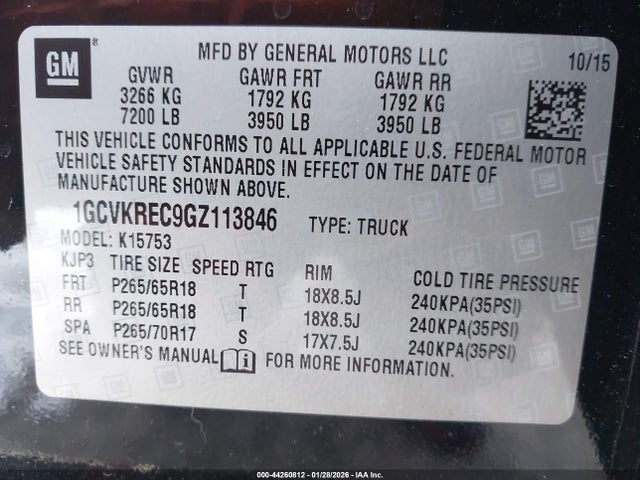 GM ®
MFD BY GENERAL MOTORS LLC 10/15
GVWR GAWR FRT GAWR RR
3266 KG 1792 KG 1792 KG
7200 LB 3950 LB 3950 LB
THIS VEHICLE CONFORMS TO ALL APPLICABLE U.S. FEDERAL MOTOR
VEHICLE SAFETY STANDARDS IN EFFECT ON THE DATE OF
MANUFACTURE SHOWN ABOVE.
1GCVKREC9GZ113846 TYPE: TRUCK
MODEL: K15753
KJP3 TIRE SIZE SPEED RTG RIM COLD TIRE PRESSURE
FRT P265/65R18 T 18X8.5J 240KPA(35PSI)
RR P265/65R18 T 18X8.5J 240KPA(35PSI)
SPA P265/70R17 S 17X7.5J 240KPA(35PSI)
SEE OWNER'S MANUAL i FOR MORE INFORMATION.
000-44260812 - 01/28/2026 - IAA Inc.